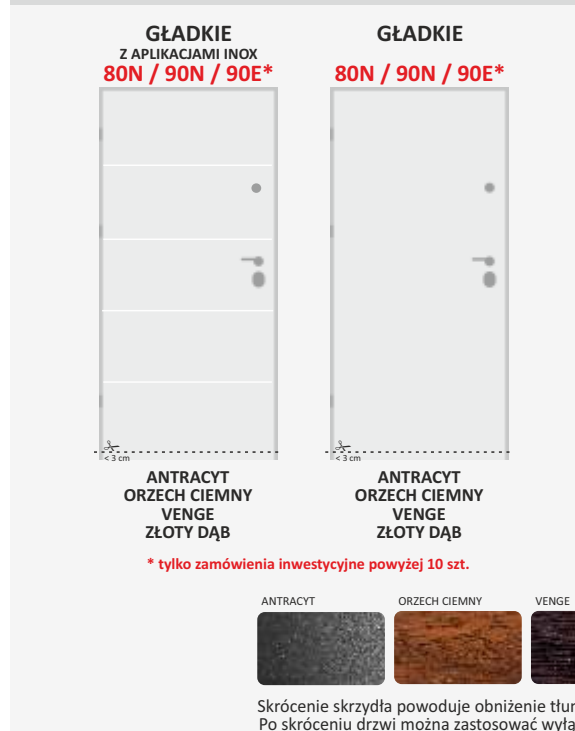 GŁADKIE
Z APLIKACJAMI INOX
80N / 90N / 90E*
< 3 cm
ANTRACYT
ORZECH CIEMNY
VENGE
ZŁOTY DĄB
GŁADKIE
80N / 90N / 90E*
< 3 cm
ANTRACYT
ORZECH CIEMNY
VENGE
ZŁOTY DĄB
* tylko zamówienia inwestycyjne powyżej 10 szt.
ANTRACYT ORZECH CIEMNY VENGE
Skrócenie skrzydła powoduje obniżenie
Po skróceniu drzwi można zastosować